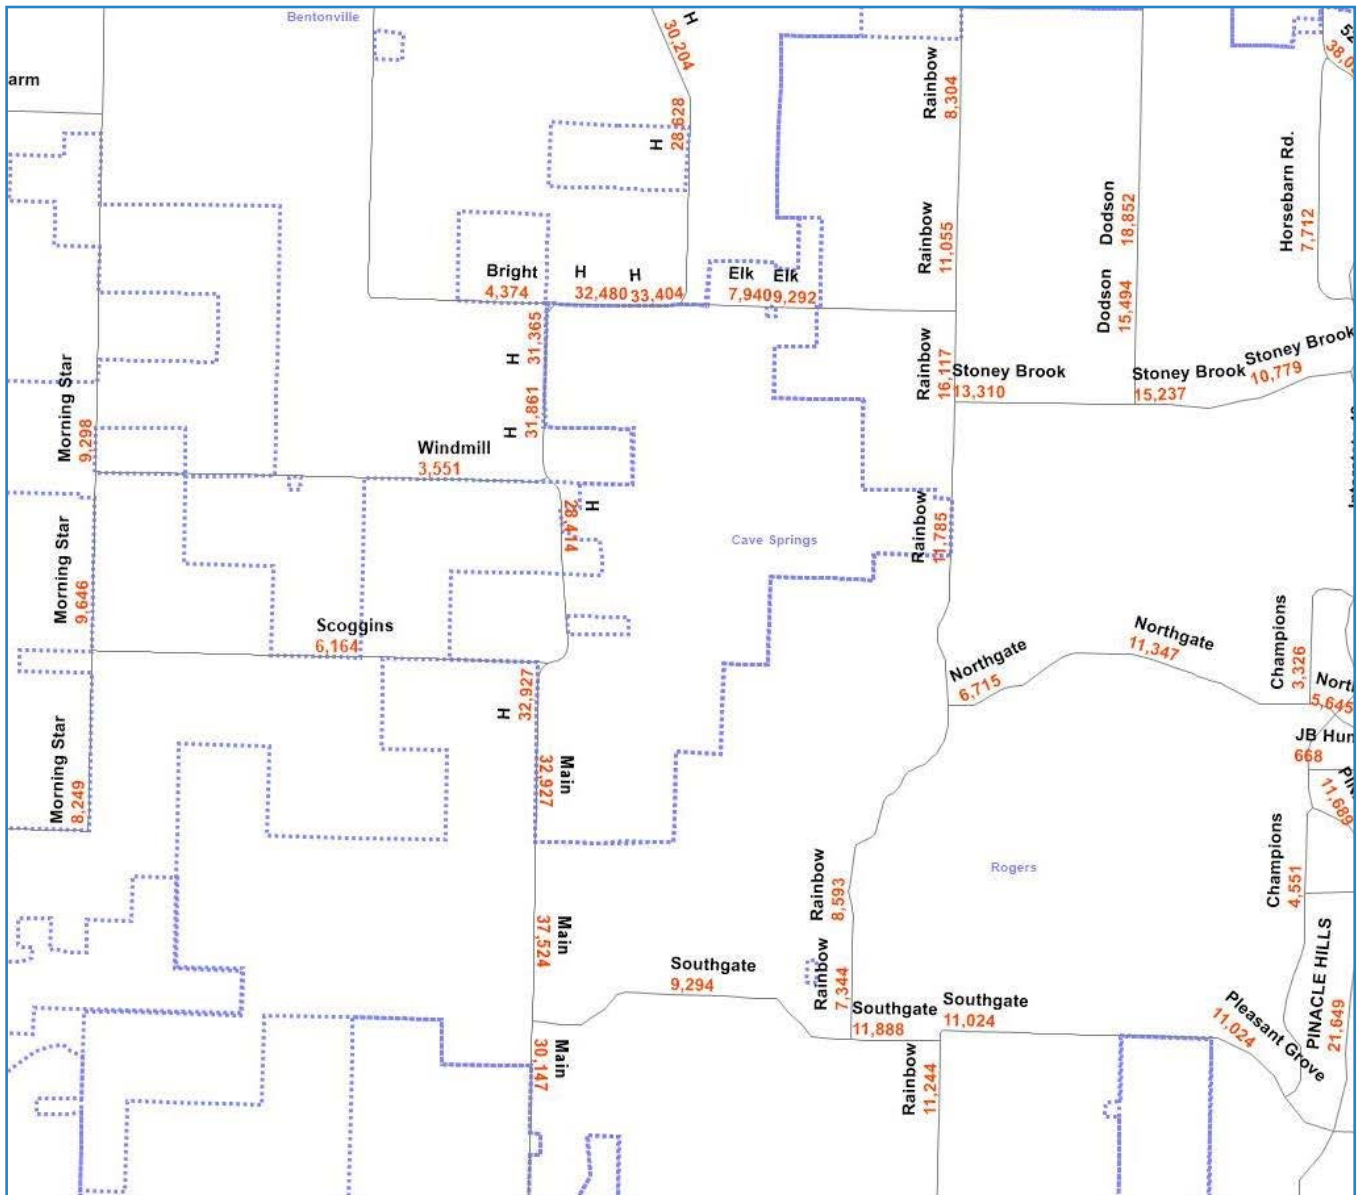 Bentonville
H
30,204
arm
Rainbow
8,304
28,628
H
Horsebarn Rd.
7,712
Dodson
18,852
Rainbow
11,055
Bright
4,374
H
32,480
H
33,404
Elk
7,940
Elk
9,292
Dodson
15,494
H
31,365
Rainbow
16,117
Stoney Brook
13,310
Stoney Brook
15,237
Stoney Brook
10,779
Morning Star
9,298
H
31,861
Windmill
3,551
H
28,414
Cave Springs
Rainbow
11,785
Morning Star
9,646
Scoggins
6,164
Northgate
6,715
Northgate
11,347
Champions
3,326
5,645
H
32,927
JB Hun
668
11,689
Morning Star
8,249
Main
32,927
Rogers
Rainbow
8,593
Champions
4,551
Main
37,524
Southgate
9,294
Rainbow
7,344
Southgate
11,888
Southgate
11,024
Pleasant Grove
11,024
PINACLE HILLS
21,649
Main
30,147
Rainbow
11,244